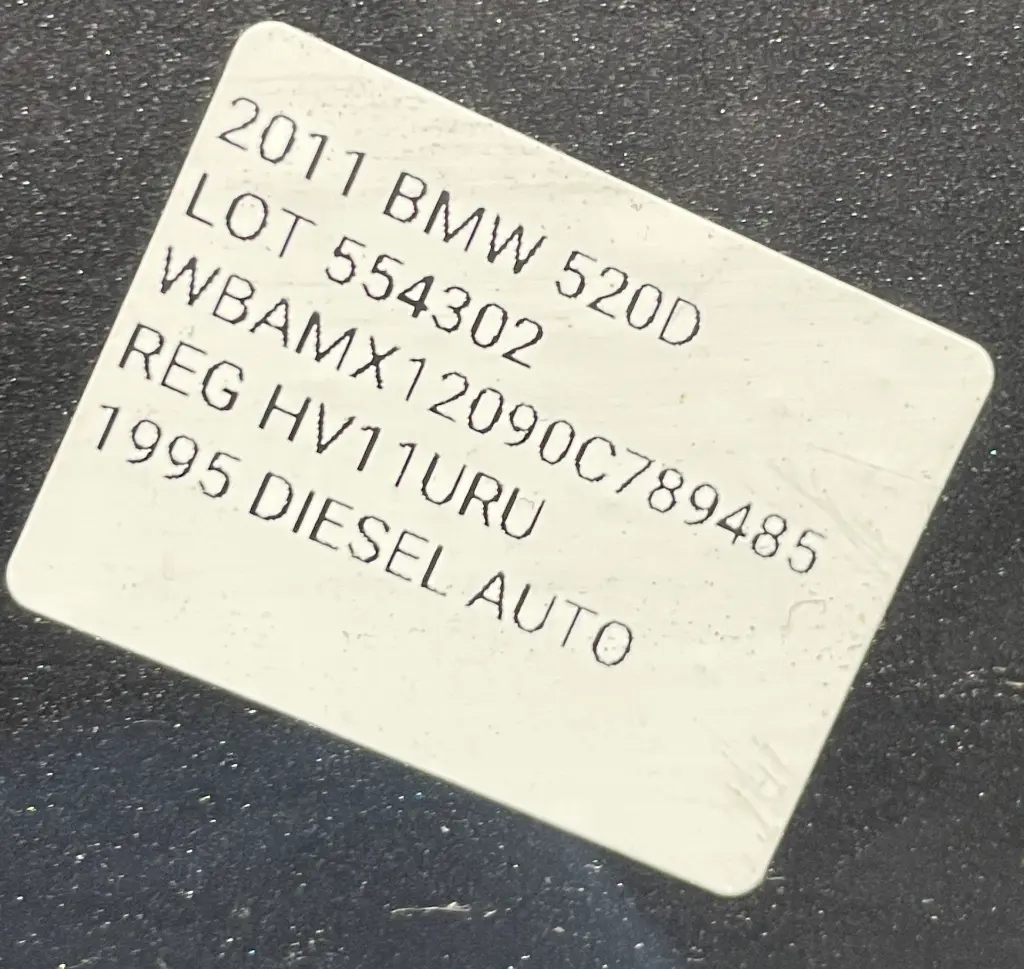 2011 BMW 520D
LOT 554302
WBAMX12090C789485
REG HV11URU
1995 DIESEL AUTO